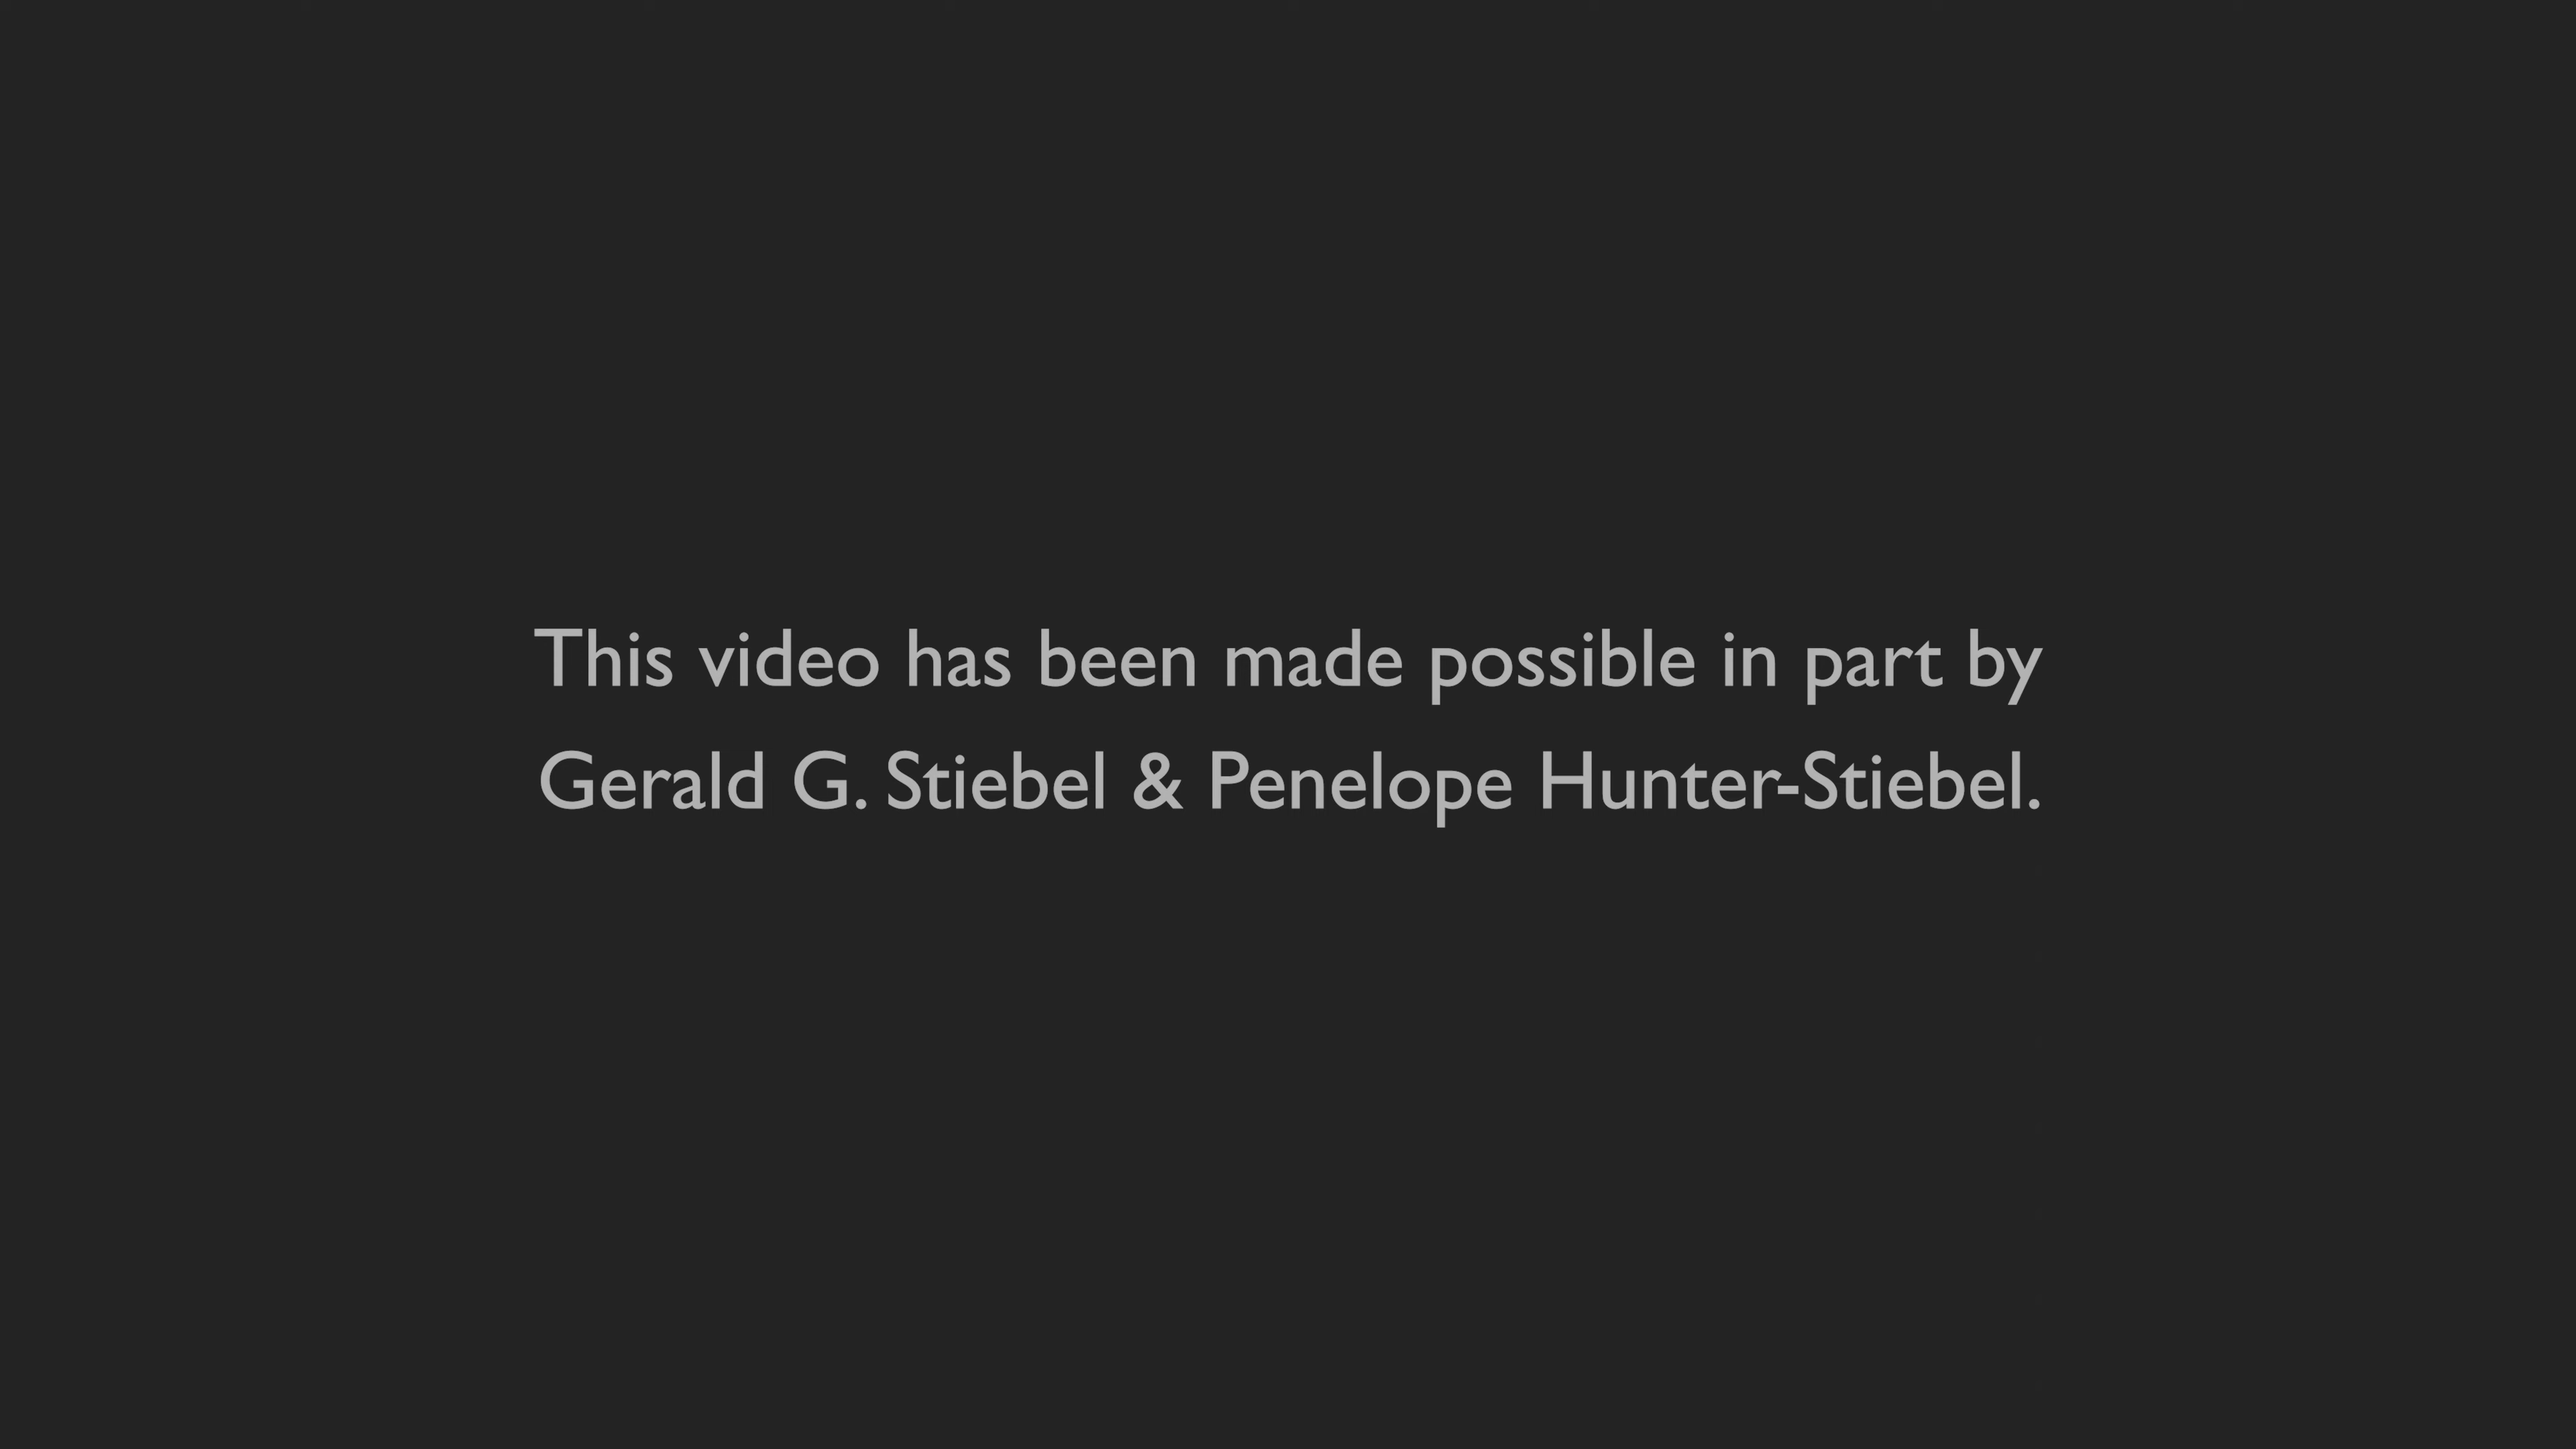 This video has been made possible in part by
Gerald G. Stiebel & Penelope Hunter-Stiebel.